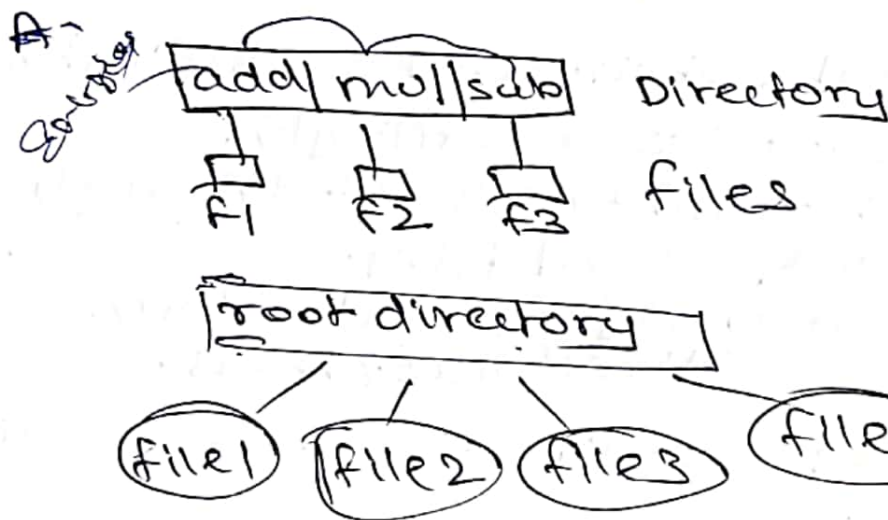 add mul sub Directory
F1 F2 F3 files
root directory
file1 file2 file3 file